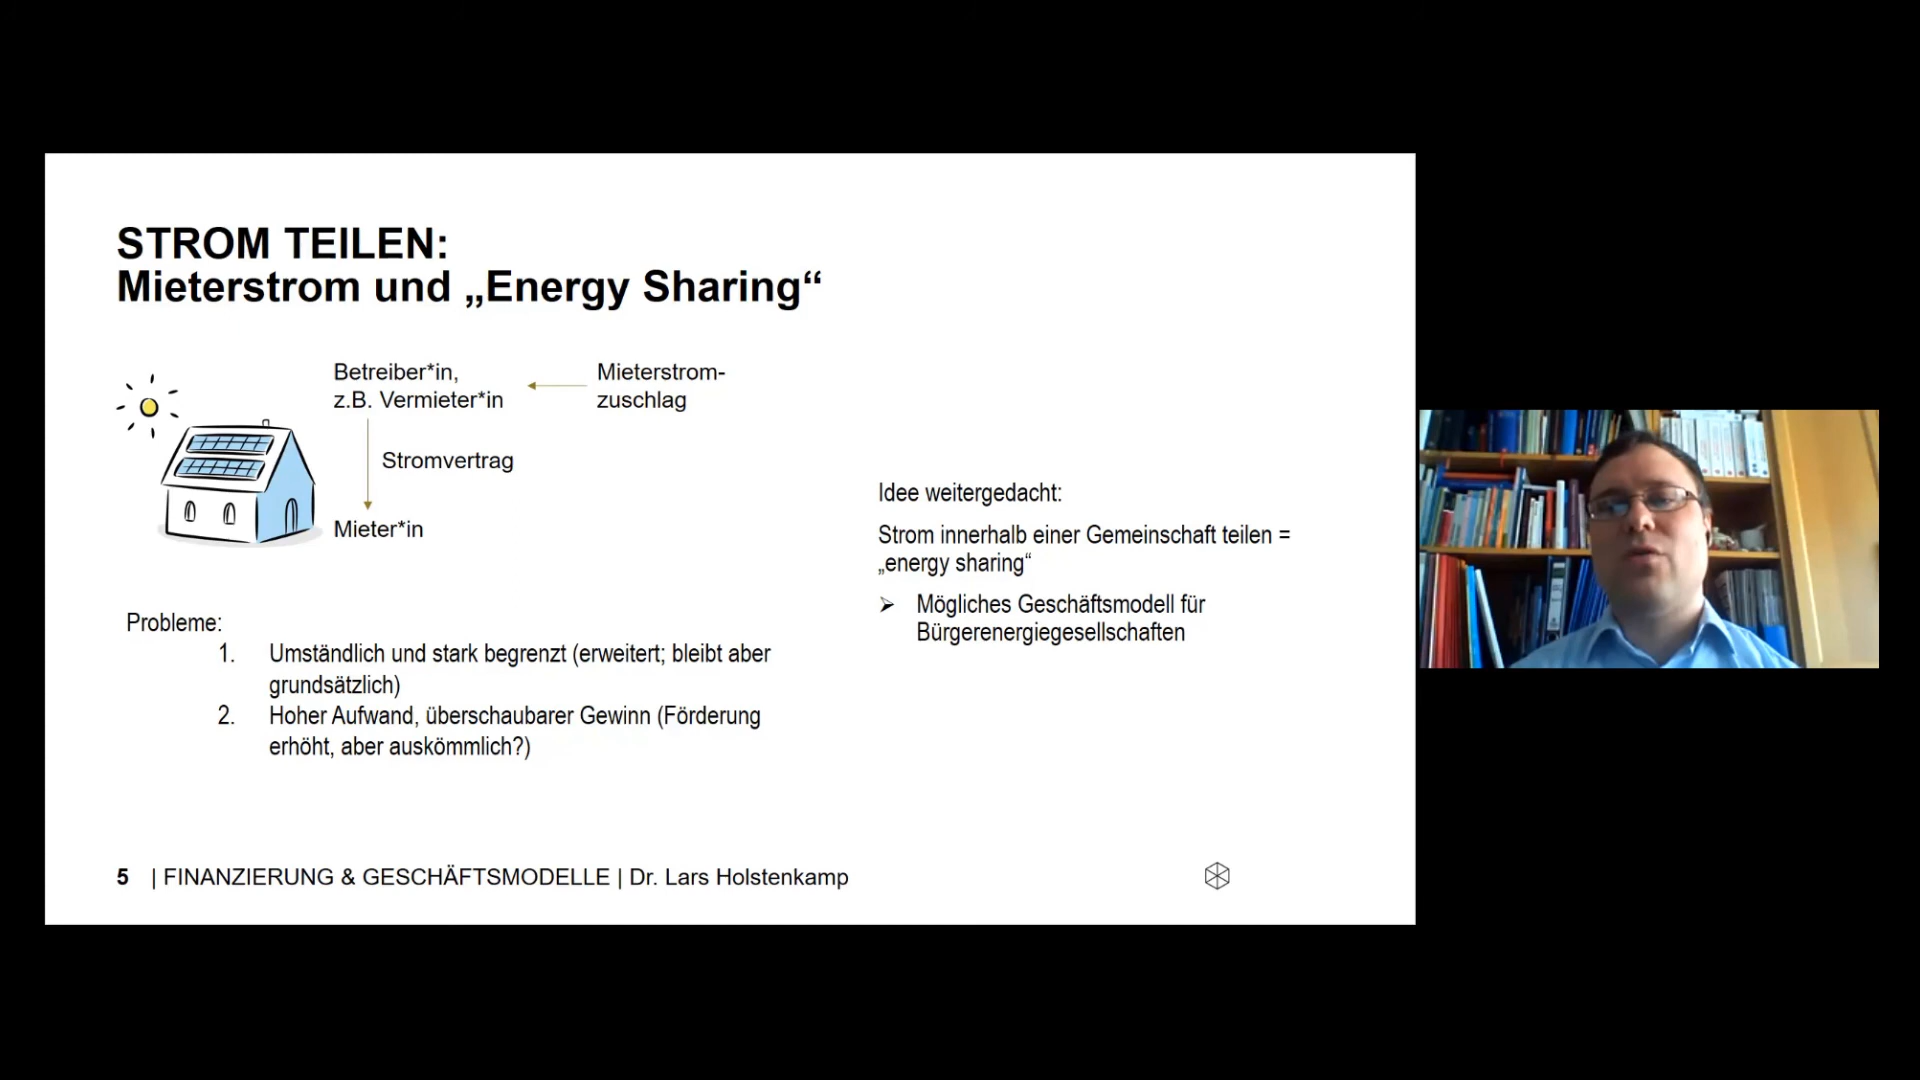 STROM TEILEN:
Mieterstrom und „Energy Sharing“
Betreiber*in,
z.B. Vermieter*in
Mieterstrom-
zuschlag
Stromvertrag
Mieter*in
Probleme:
1. Umständlich und stark begrenzt (erweitert; bleibt aber
grundsätzlich)
2. Hoher Aufwand, überschaubarer Gewinn (Förderung
erhöht, aber auskömmlich?)
Idee weitergedacht:
Strom innerhalb einer Gemeinschaft teilen =
„energy sharing“
➢ Mögliches Geschäftsmodell für
Bürgerenergiegesellschaften
5 | FINANZIERUNG & GESCHÄFTSMODELLE | Dr. Lars Holstenkamp